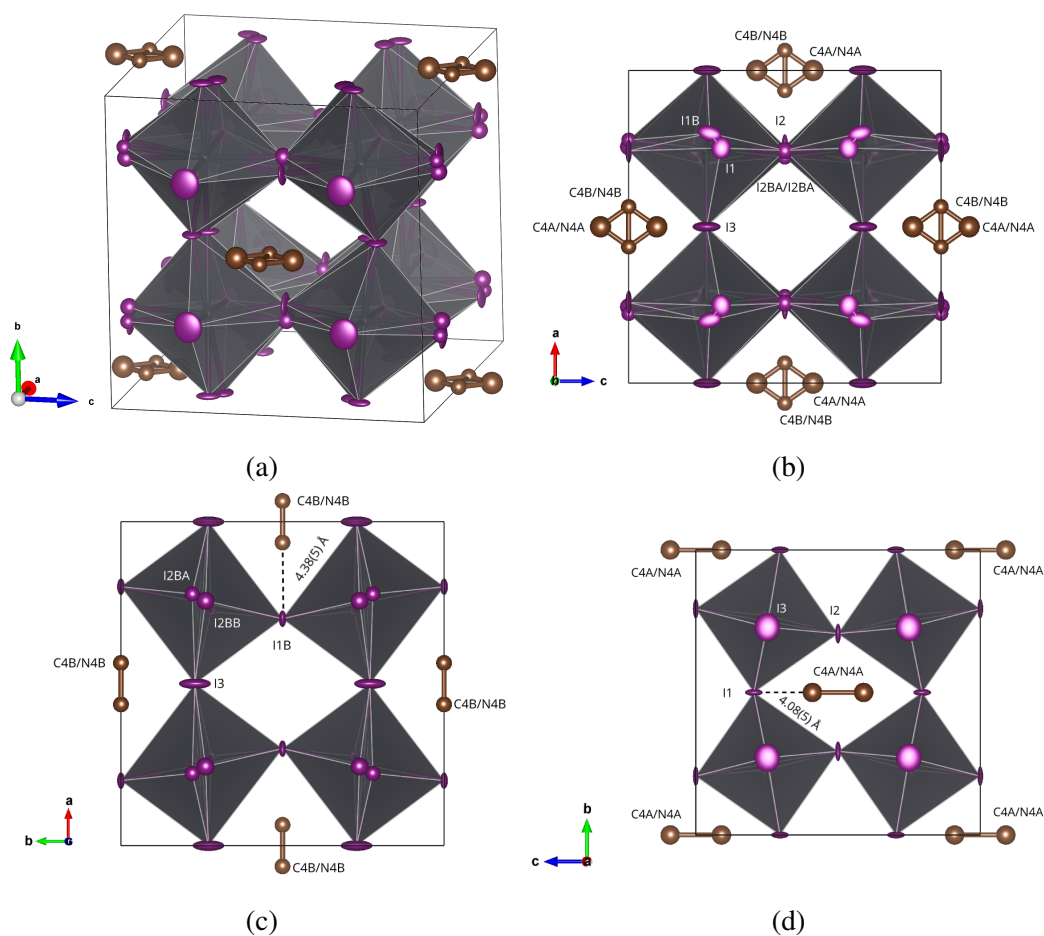 b
a
c
(a)
C4B/N4B
C4A/N4A
I1B
I2
I1
I2BA/I2BA
C4B/N4B
C4A/N4A
I3
C4B/N4B
C4A/N4A
a
b
c
C4A/N4A
C4B/N4B
(b)
C4B/N4B
4.38(5) Å
I2BA
I2BB
I1B
C4B/N4B
I3
C4B/N4B
a
b
c
C4B/N4B
(c)
C4A/N4A
C4A/N4A
I3
I2
C4A/N4A
I1
4.08(5) Å
C4A/N4A
C4A/N4A
b
c
a
(d)